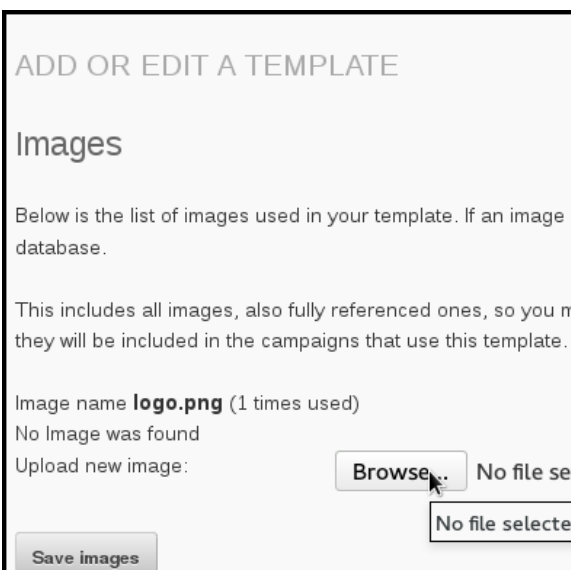 ADD OR EDIT A TEMPLATE
Images
Below is the list of images used in your template. If an image
database.
This includes all images, also fully referenced ones, so you
they will be included in the campaigns that use this template.
Image name logo.png (1 times used)
No Image was found
Upload new image:
Browse... No file
No file
Save images